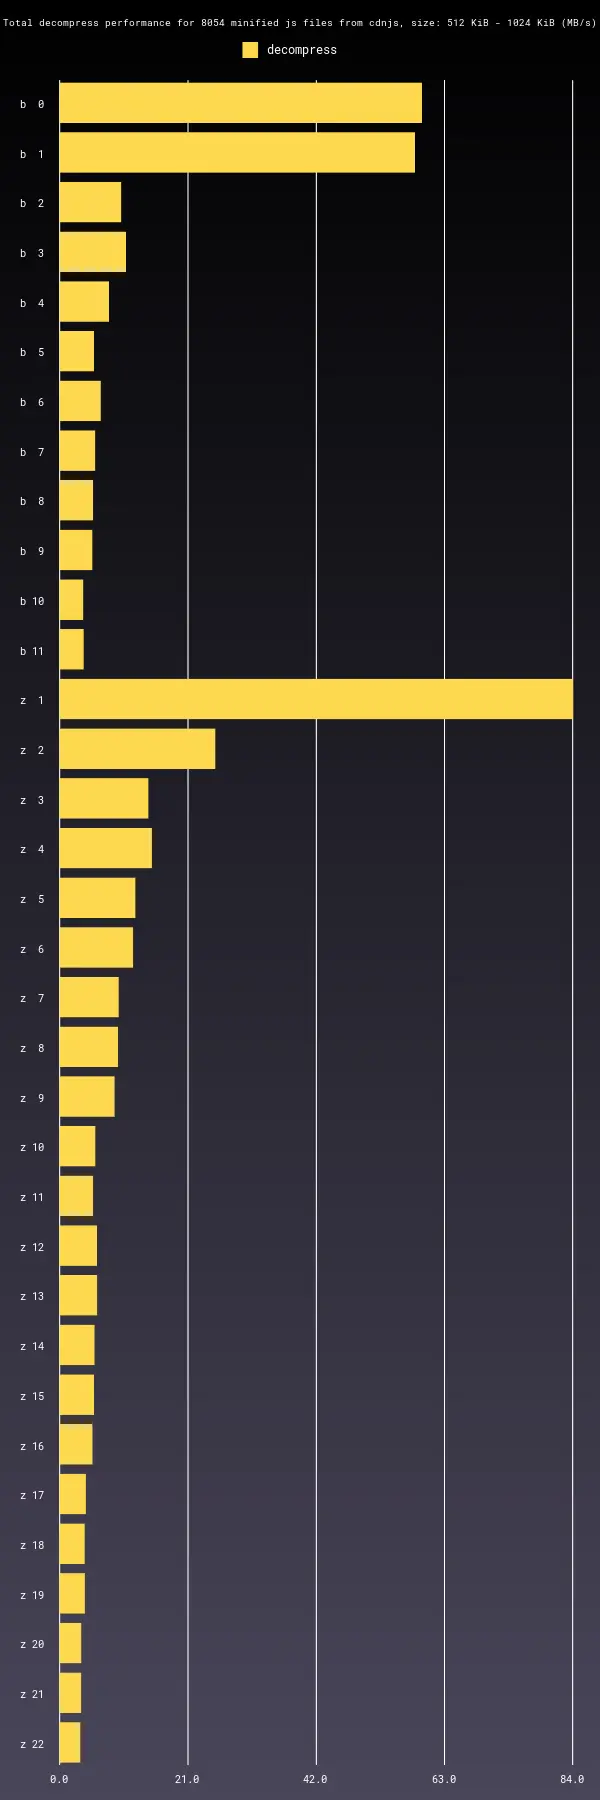 Total decompress performance for 8054 minified js files from cdnjs, size: 512 KiB - 1024 KiB (MB/s)
decompress
b  0
b  1
b  2
b  3
b  4
b  5
b  6
b  7
b  8
b  9
b 10
b 11
z  1
z  2
z  3
z  4
z  5
z  6
z  7
z  8
z  9
z 10
z 11
z 12
z 13
z 14
z 15
z 16
z 17
z 18
z 19
z 20
z 21
z 22
0.0 21.0 42.0 63.0 84.0